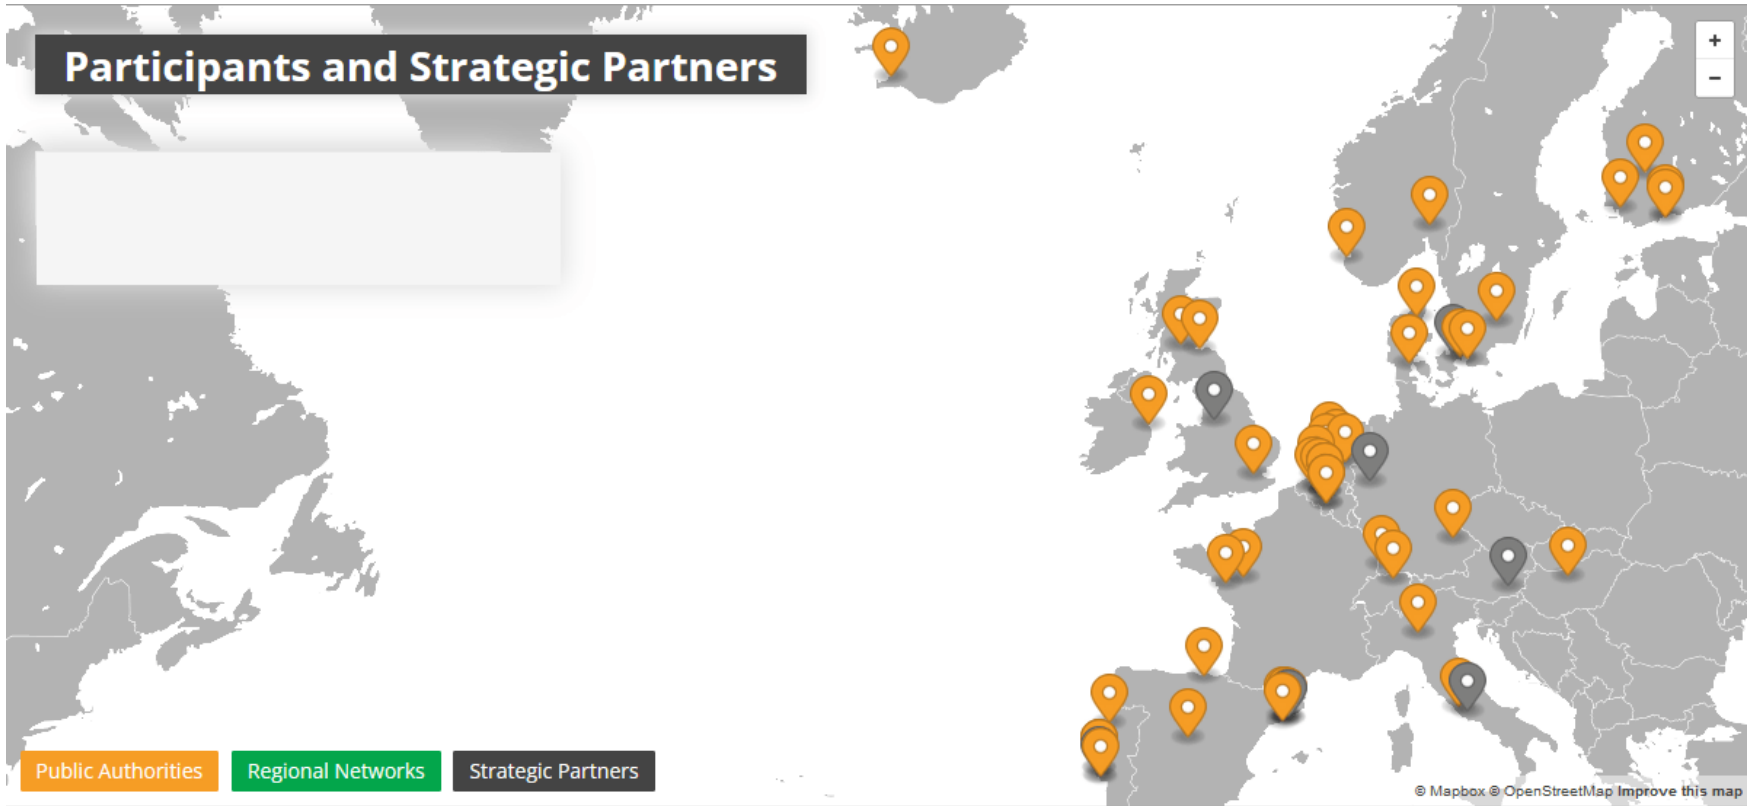 Participants and Strategic Partners
+
−
Public Authorities
Regional Networks
Strategic Partners
© Mapbox © OpenStreetMap Improve this map